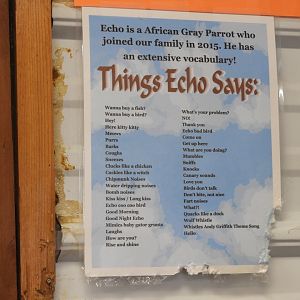 Echo is a African Gray Parrot who
joined our family in 2015. He has
an extensive vocabulary!
Things Echo Says:
Wanna buy a fish?
Wanna buy a bird?
Hey!
Here kitty kitty
Meows
Purrs
Barks
Coughs
Sneezes
Clucks like a chicken
Cackles like a witch
Chipmunk Noises
Water dripping noises
Bomb noises
Kiss kiss / Long kiss
Echo coo coo bird
Good Morning
Good Night Echo
Mimics baby gator grunts
Laughs
How are you?
Rise and shine
What's your problem?
NO!
Thank you
Echo bad bird
Come on
Get up here
What are you doing?
Mumbles
Sniffs
Knocks
Canary sounds
Love you
Birds don't talk
Don't bite, not nice
Fart noises
What?!
Quacks like a duck
Wolf Whistle
Whistles Andy Griffith Theme Song
Hello